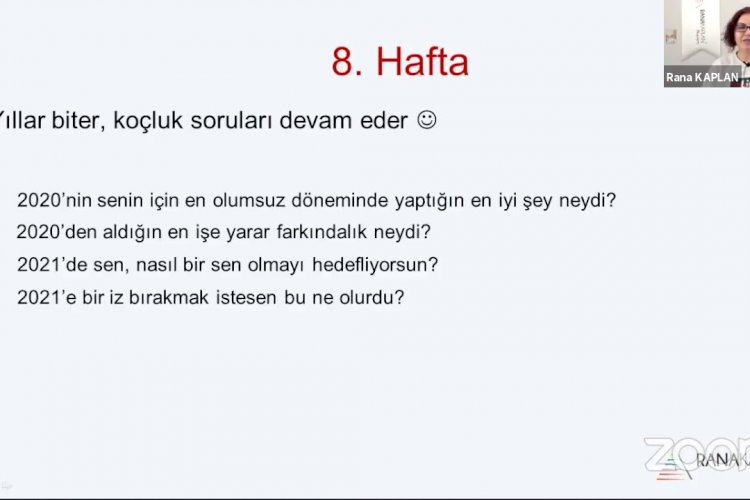 RANA KAPLAN
Rana KAPLAN
8. Hafta
Yıllar biter, koçluk soruları devam eder ☺
2020’nin senin için en olumsuz döneminde yaptığın en iyi şey neydi?
2020’den aldığın en işe yarar farkındalık neydi?
2021’de sen, nasıl bir sen olmayı hedefliyorsun?
2021’e bir iz bırakmak istesen bu ne olurdu?
zoom
RANA